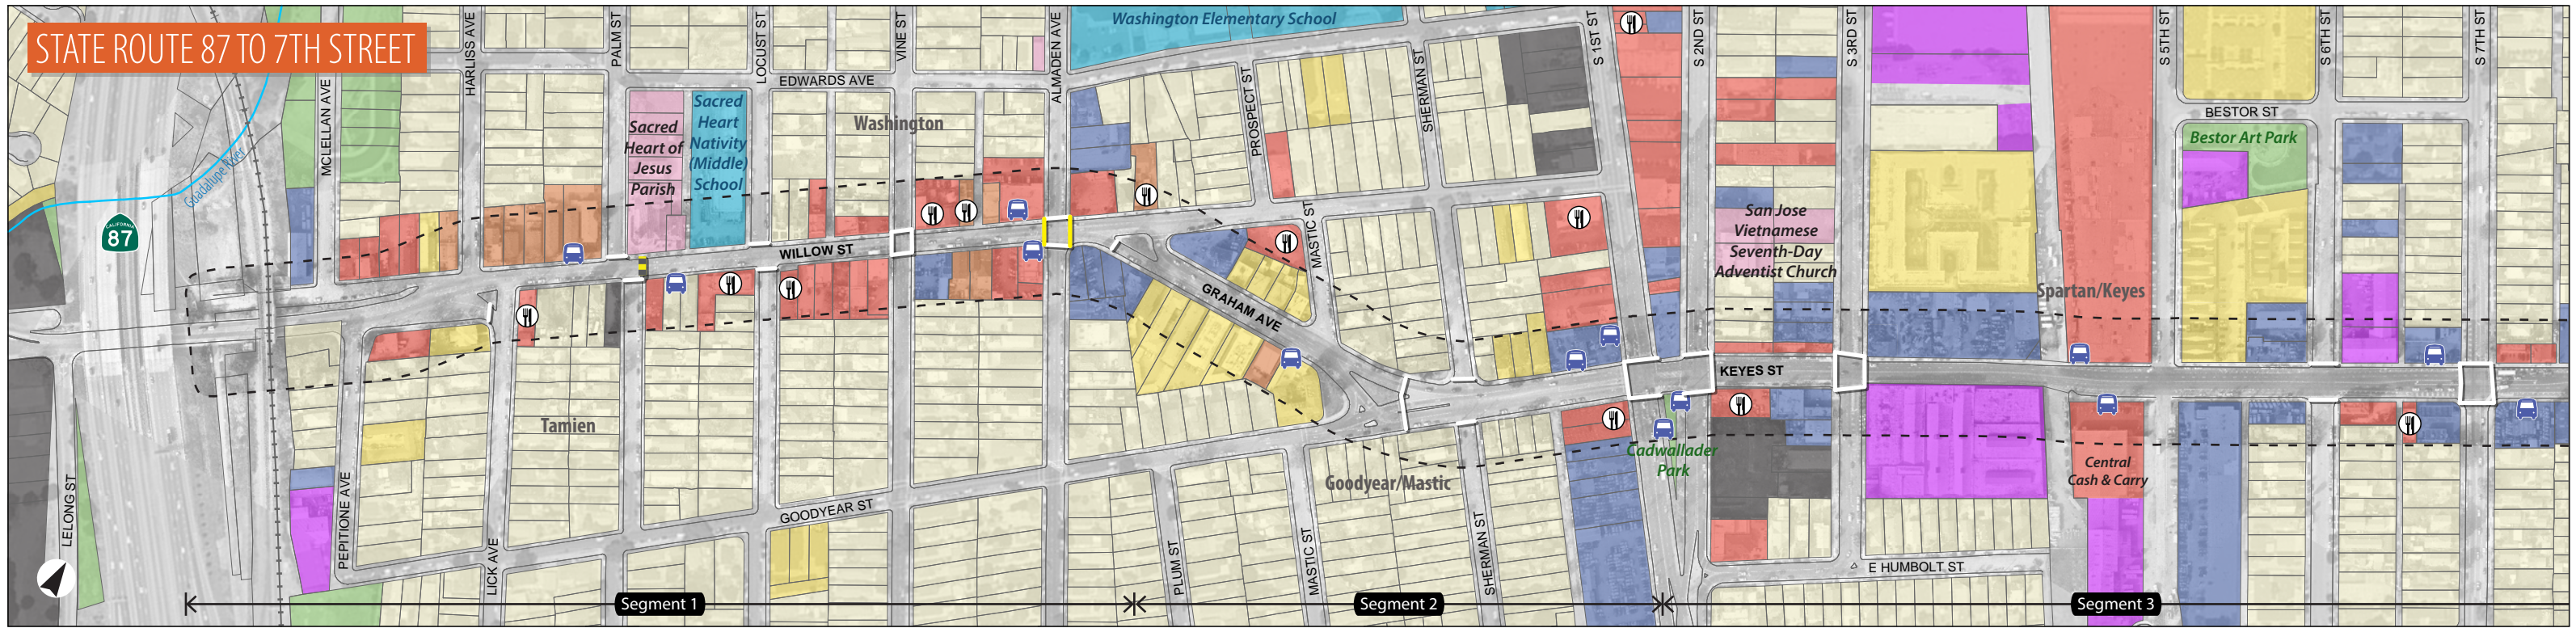 STATE ROUTE 87 TO 7TH STREET
Washington Elementary School
HARLISS AVE
PALM ST
LOCUST ST
VINE ST
ALMADEN AVE
S 1ST ST
S 2ND ST
S 3RD ST
S 5TH ST
S 6TH ST
S 7TH ST
MCLELLAN AVE
EDWARDS AVE
PROSPECT ST
SHERMAN ST
BESTOR ST
Bestor Art Park
Sacred
Heart of
Jesus
Parish
Sacred
Heart
Nativity
(Middle)
School
Washington
Guadalupe River
CALIFORNIA
87
WILLOW ST
MASTIC ST
GRAHAM AVE
San Jose
Vietnamese
Seventh-Day
Adventist Church
Spartan/Keyes
KEYES ST
Tamien
Cadwallader
Park
Goodyear/Mastic
Central
Cash & Carry
LELONG ST
PEPITIONE AVE
LICK AVE
GOODYEAR ST
PLUM ST
MASTIC ST
SHERMAN ST
E HUMBOLT ST
Segment 1
Segment 2
Segment 3